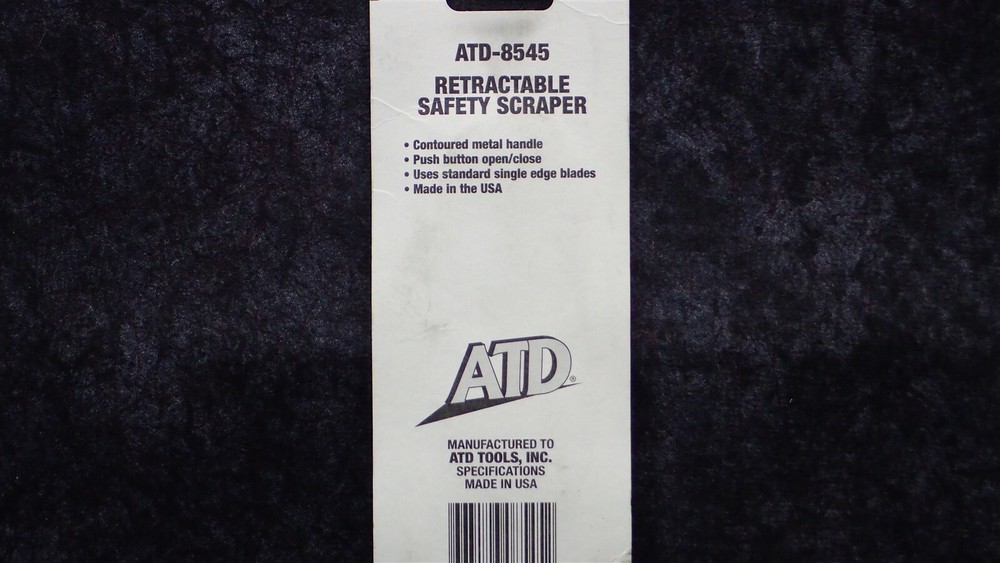 ATD-8545
RETRACTABLE
SAFETY SCRAPER
• Contoured metal handle
• Push button open/close
• Uses standard single edge blades
• Made in the USA
ATD®
MANUFACTURED TO
ATD TOOLS, INC.
SPECIFICATIONS
MADE IN USA